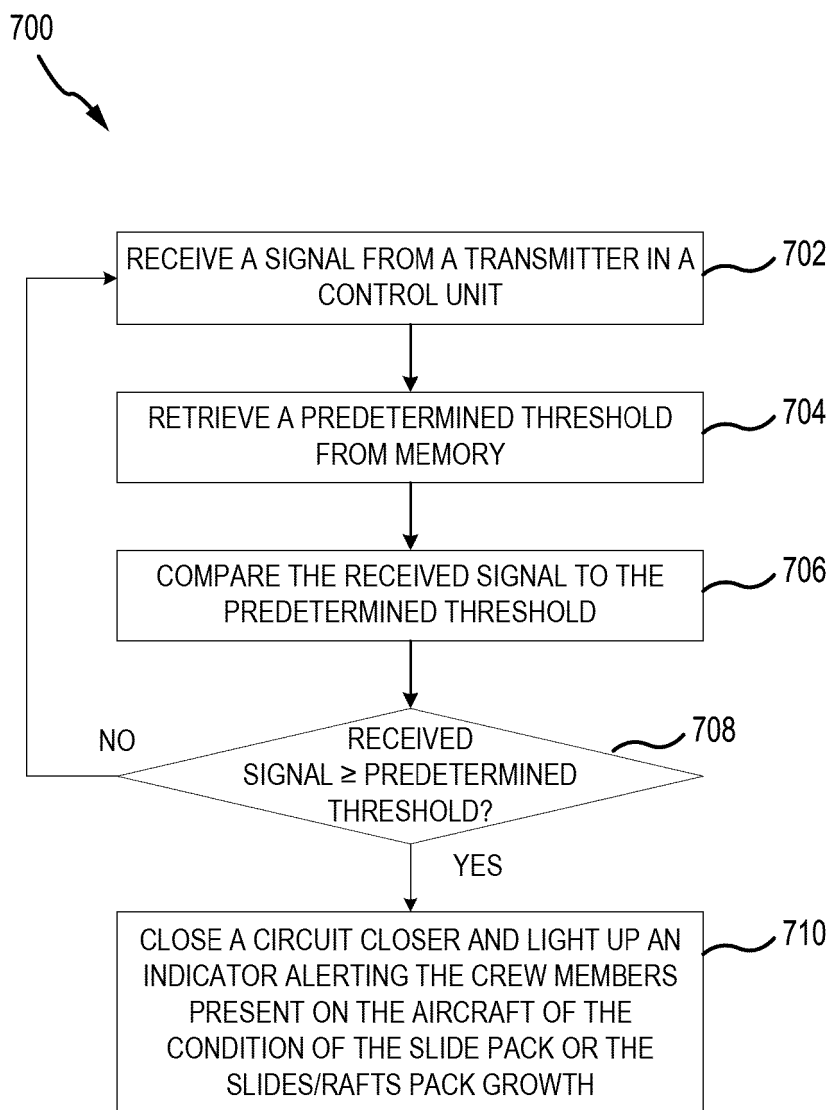 700
RECEIVE A SIGNAL FROM A TRANSMITTER IN A
CONTROL UNIT
702
RETRIEVE A PREDETERMINED THRESHOLD
FROM MEMORY
704
COMPARE THE RECEIVED SIGNAL TO THE
PREDETERMINED THRESHOLD
706
NO
RECEIVED
SIGNAL ≥ PREDETERMINED
THRESHOLD?
708
YES
CLOSE A CIRCUIT CLOSER AND LIGHT UP AN
INDICATOR ALERTING THE CREW MEMBERS
PRESENT ON THE AIRCRAFT OF THE
CONDITION OF THE SLIDE PACK OR THE
SLIDES/RAFTS PACK GROWTH
710